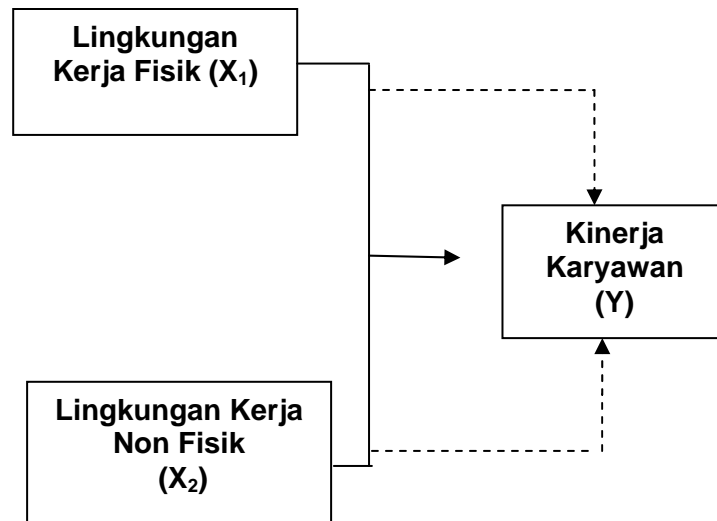 Lingkungan
Kerja Fisik (X₁)
Kinerja
Karyawan
(Y)
Lingkungan Kerja
Non Fisik
(X₂)